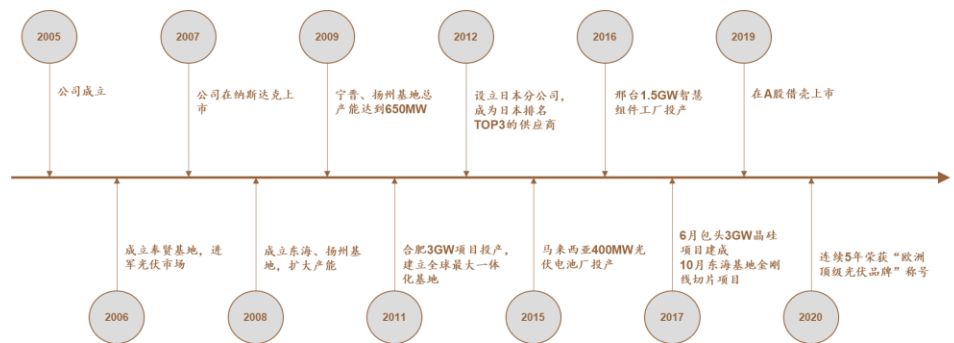 2005
2007
2009
2012
2016
2019
公司成立
公司在纳斯达克上
市
宁晋、扬州基地总
产能达到650MW
设立日本分公司，
成为日本排名
TOP3的供应商
邢台1.5GW智慧
组件工厂投产
在A股借壳上市
成立奉贤基地，进
军光伏市场
成立东海、扬州基
地，扩大产能
合肥3GW项目投产，
建立全球最大一体
化基地
马来西亚400MW光
伏电池厂投产
6月包头3GW晶硅
项目建成
10月东海基地金刚
线切片项目
连续5年荣获“欧洲
顶级光伏品牌”称号
2006
2008
2011
2015
2017
2020